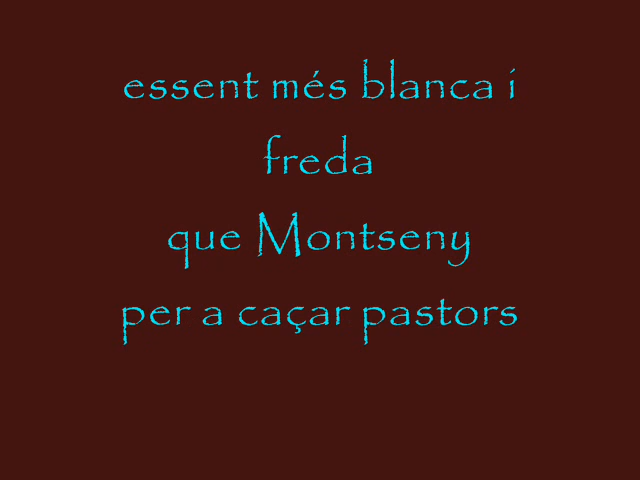 essent més blanca i
freda
que Montseny
per a caçar pastors